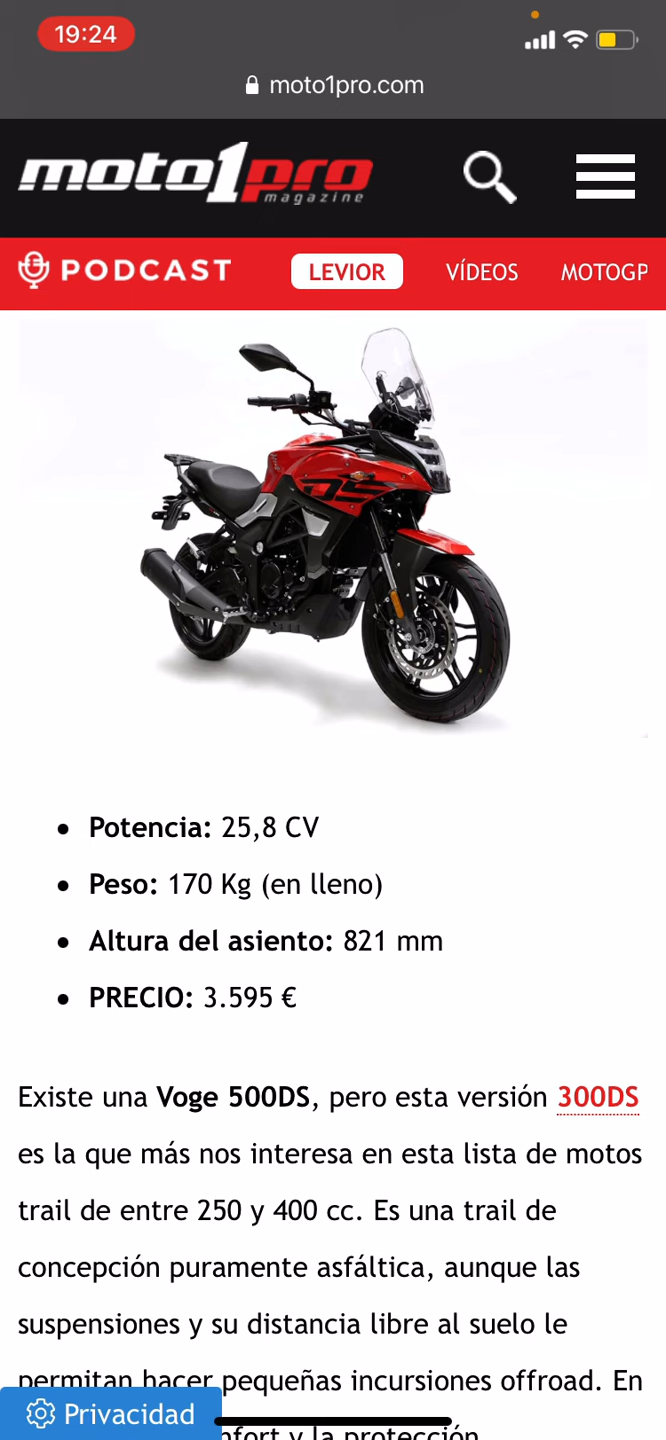 19:24
moto1pro.com
moto1pro
magazine
PODCAST LEVIOR VÍDEOS MOTOGP
DS
• Potencia: 25,8 CV
• Peso: 170 Kg (en lleno)
• Altura del asiento: 821 mm
• PRECIO: 3.595 €
Existe una Voge 500DS, pero esta versión 300DS
es la que más nos interesa en esta lista de motos
trail de entre 250 y 400 cc. Es una trail de
concepción puramente asfáltica, aunque las
suspensiones y su distancia libre al suelo le
permitan hacer pequeñas incursiones offroad. En
Privacidad
y la protección